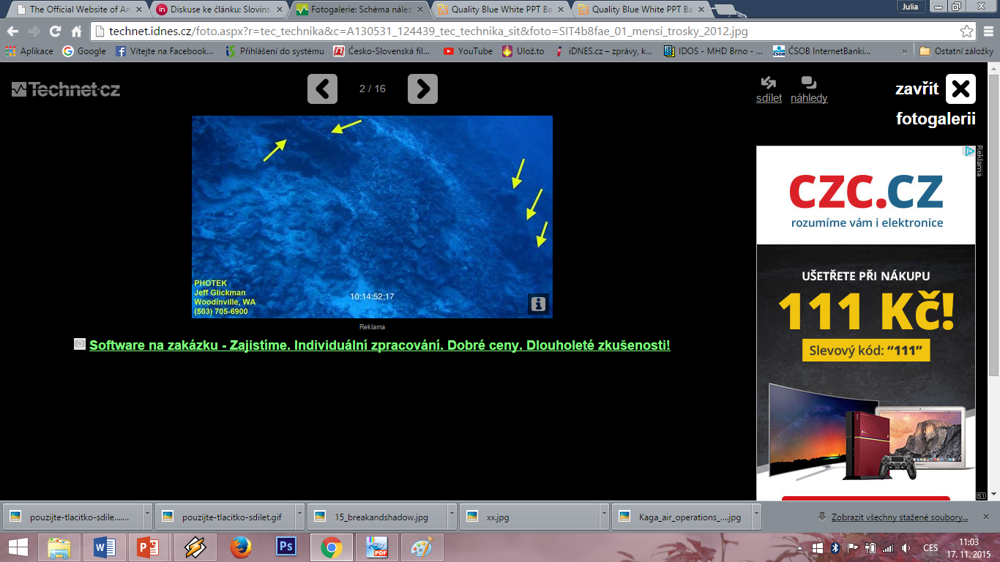 The Official Website of An
Diskuse ke článku: Slovins
Fotogalerie: Schéma nález
Quality Blue White PPT Ba
Quality Blue White PPT Ba
Julia
technet.idnes.cz/foto.aspx?r=tec_technika&c=A130531_124439_tec_technika_sit&foto=SIT4b8fae_01_mensi_trosky_2012.jpg
Aplikace
Google
Vítejte na Facebook...
Přihlášení do systému
Česko-Slovenská fil...
YouTube
Ulož.to
iDNES.cz – zprávy, k...
IDOS - MHD Brno - ...
ČSOB InternetBanki...
»
Ostatní záložky
Technet.cz
2 / 16
sdílet
náhledy
zavřít
fotogalerii
PHOTEK
Jeff Glickman
Woodinville, WA
(503) 705-6900
10:14:52;17
Reklama
Software na zakázku - Zajistíme. Individuální zpracování. Dobré ceny. Dlouholeté zkušenosti!
Reklama
CZC.CZ
rozumíme vám i elektronice
UŠETŘETE PŘI NÁKUPU
111 Kč!
Slevový kód: “111”
51
pouzijte-tlacitko-sdile.......
pouzijte-tlacitko-sdilet.gif
15_breakandshadow.jpg
xx.jpg
Kaga_air_operations_....jpg
Zobrazit všechny stažené soubory...
CES
11:03
17. 11. 2015